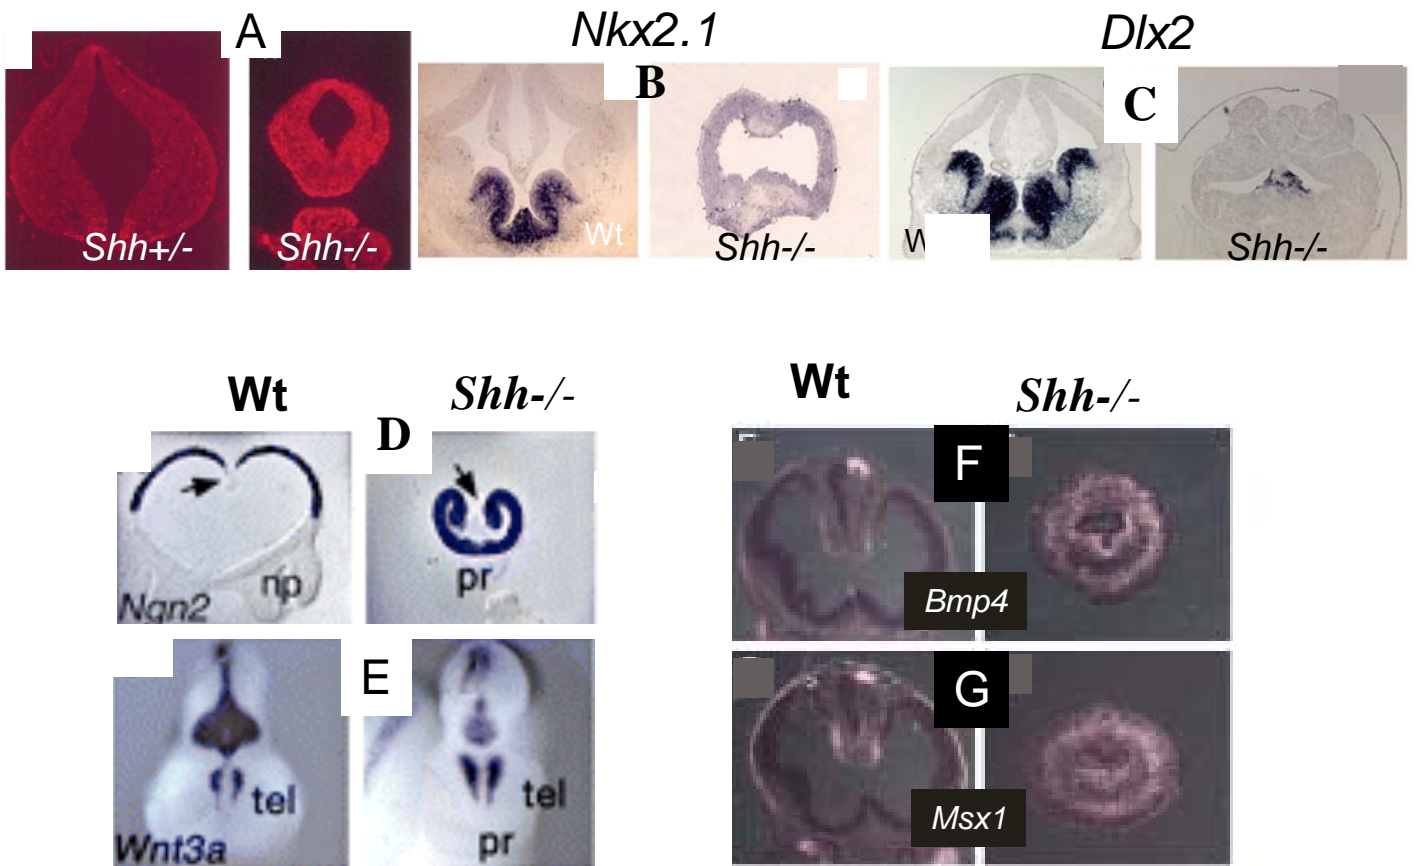 A
Nkx2.1
Dlx2
B
C
Shh+/-
Shh-/-
Wt
Shh-/-
Shh-/-
Wt
Shh-/-
D
Ngn2
np
pr
E
tel
Wnt3a
tel
pr
Wt
Shh-/-
F
Bmp4
G
Msx1